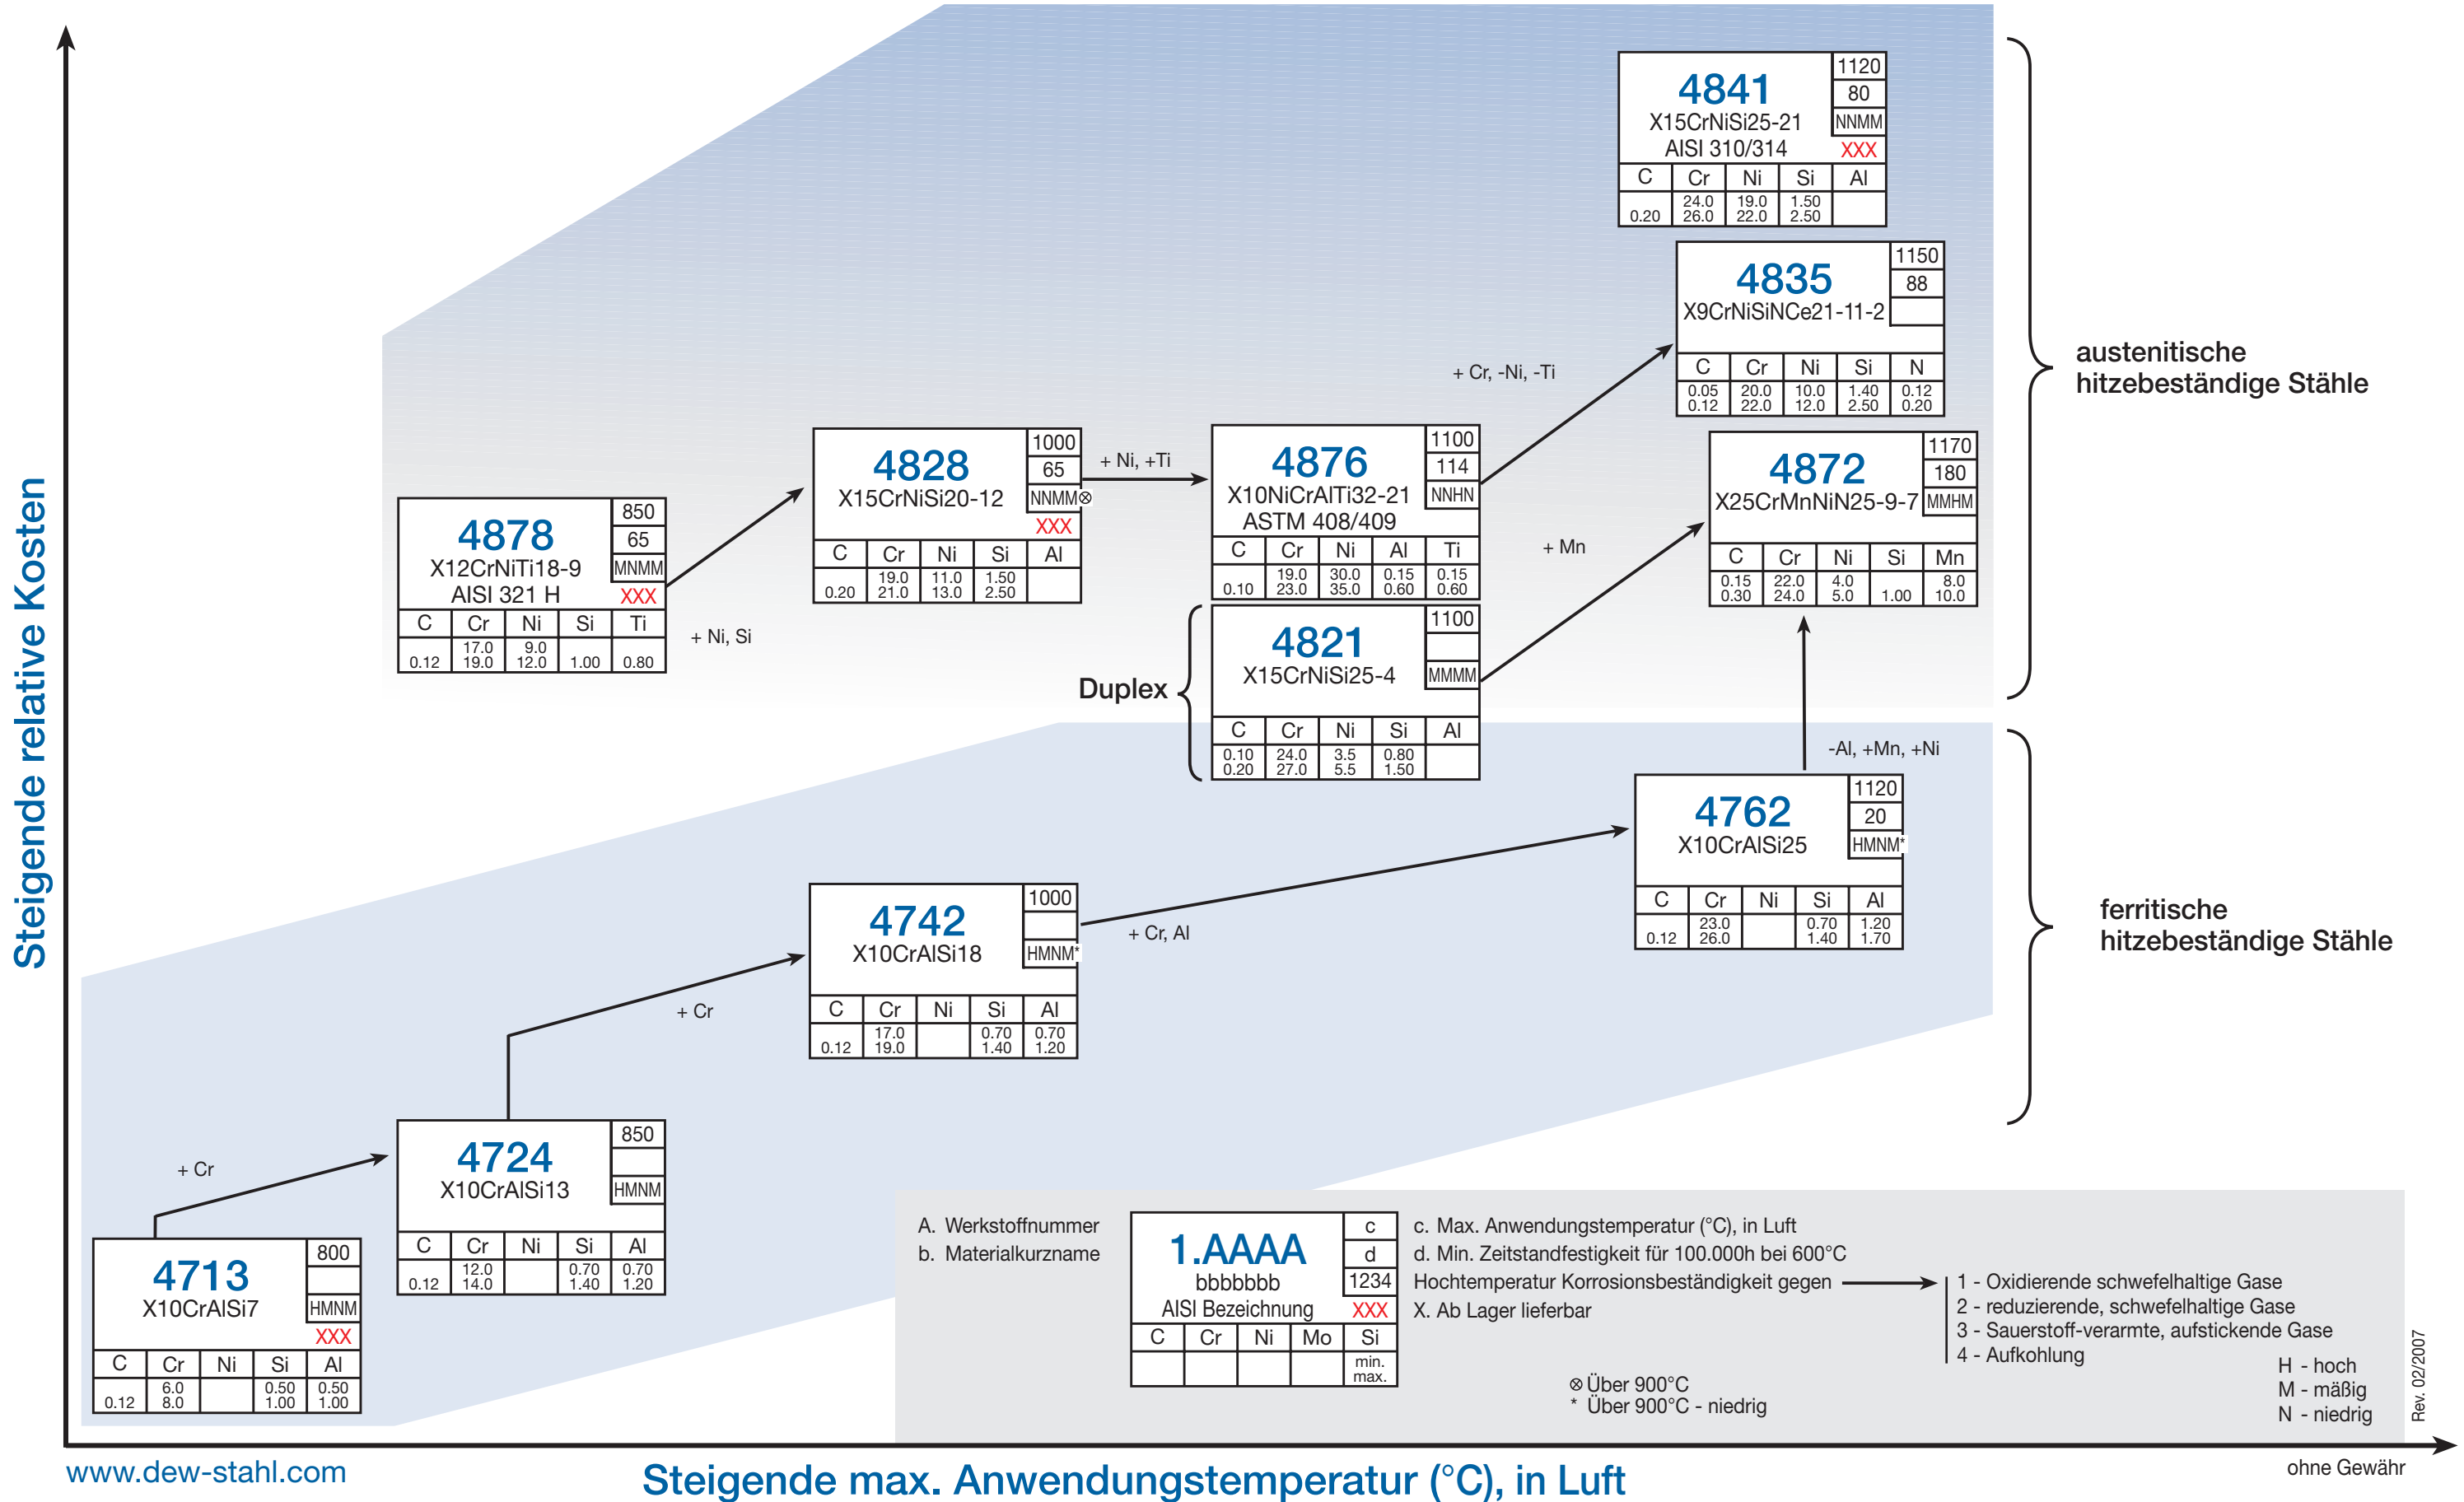 Steigende relative Kosten
4841
X15CrNiSi25-21
AISI 310/314
1120
80
NNMM
XXX
C Cr Ni Si Al
24.0 19.0 1.50
0.20 26.0 22.0 2.50
4835
X9CrNiSiNCe21-11-2
1150
88
C Cr Ni Si N
0.05 20.0 10.0 1.40 0.12
0.12 22.0 12.0 2.50 0.20
austenitische
hitzebeständige Stähle
+ Cr, -Ni, -Ti
4828
X15CrNiSi20-12
1000
65
NNMM⊗
XXX
C Cr Ni Si Al
19.0 11.0 1.50
0.20 21.0 13.0 2.50
+ Ni, +Ti
4876
X10NiCrAlTi32-21
ASTM 408/409
1100
114
NNHN
C Cr Ni Al Ti
19.0 30.0 0.15 0.15
0.10 23.0 35.0 0.60 0.60
4872
X25CrMnNiN25-9-7
1170
180
MMHM
C Cr Ni Si Mn
0.15 22.0 4.0 8.0
0.30 24.0 5.0 1.00 10.0
+ Mn
4878
X12CrNiTi18-9
AISI 321 H
850
65
MNMM
XXX
C Cr Ni Si Ti
17.0 9.0
0.12 19.0 12.0 1.00 0.80
+ Ni, Si
Duplex
4821
X15CrNiSi25-4
1100
MMMM
C Cr Ni Si Al
0.10 24.0 3.5 0.80
0.20 27.0 5.5 1.50
-Al, +Mn, +Ni
4762
X10CrAlSi25
1120
20
HMNM*
C Cr Ni Si Al
23.0 0.70 1.20
0.12 26.0 1.40 1.70
ferritische
hitzebeständige Stähle
4742
X10CrAlSi18
1000
HMNM*
C Cr Ni Si Al
17.0 0.70 0.70
0.12 19.0 1.40 1.20
+ Cr, Al
+ Cr
4724
X10CrAlSi13
850
HMNM
C Cr Ni Si Al
12.0 0.70 0.70
0.12 14.0 1.40 1.20
+ Cr
4713
X10CrAlSi7
800
HMNM
XXX
C Cr Ni Si Al
6.0 0.50 0.50
0.12 8.0 1.00 1.00
A. Werkstoffnummer
b. Materialkurzname
1.AAAA
bbbbbbb
AISI Bezeichnung
c
d
1234
XXX
C Cr Ni Mo Si
min.
max.
c. Max. Anwendungstemperatur (°C), in Luft
d. Min. Zeitstandfestigkeit für 100.000h bei 600°C
Hochtemperatur Korrosionsbeständigkeit gegen
X. Ab Lager lieferbar
1 - Oxidierende schwefelhaltige Gase
2 - reduzierende, schwefelhaltige Gase
3 - Sauerstoff-verarmte, aufstickende Gase
4 - Aufkohlung
⊗ Über 900°C
* Über 900°C - niedrig
H - hoch
M - mäßig
N - niedrig
Rev. 02/2007
www.dew-stahl.com
Steigende max. Anwendungstemperatur (°C), in Luft
ohne Gewähr